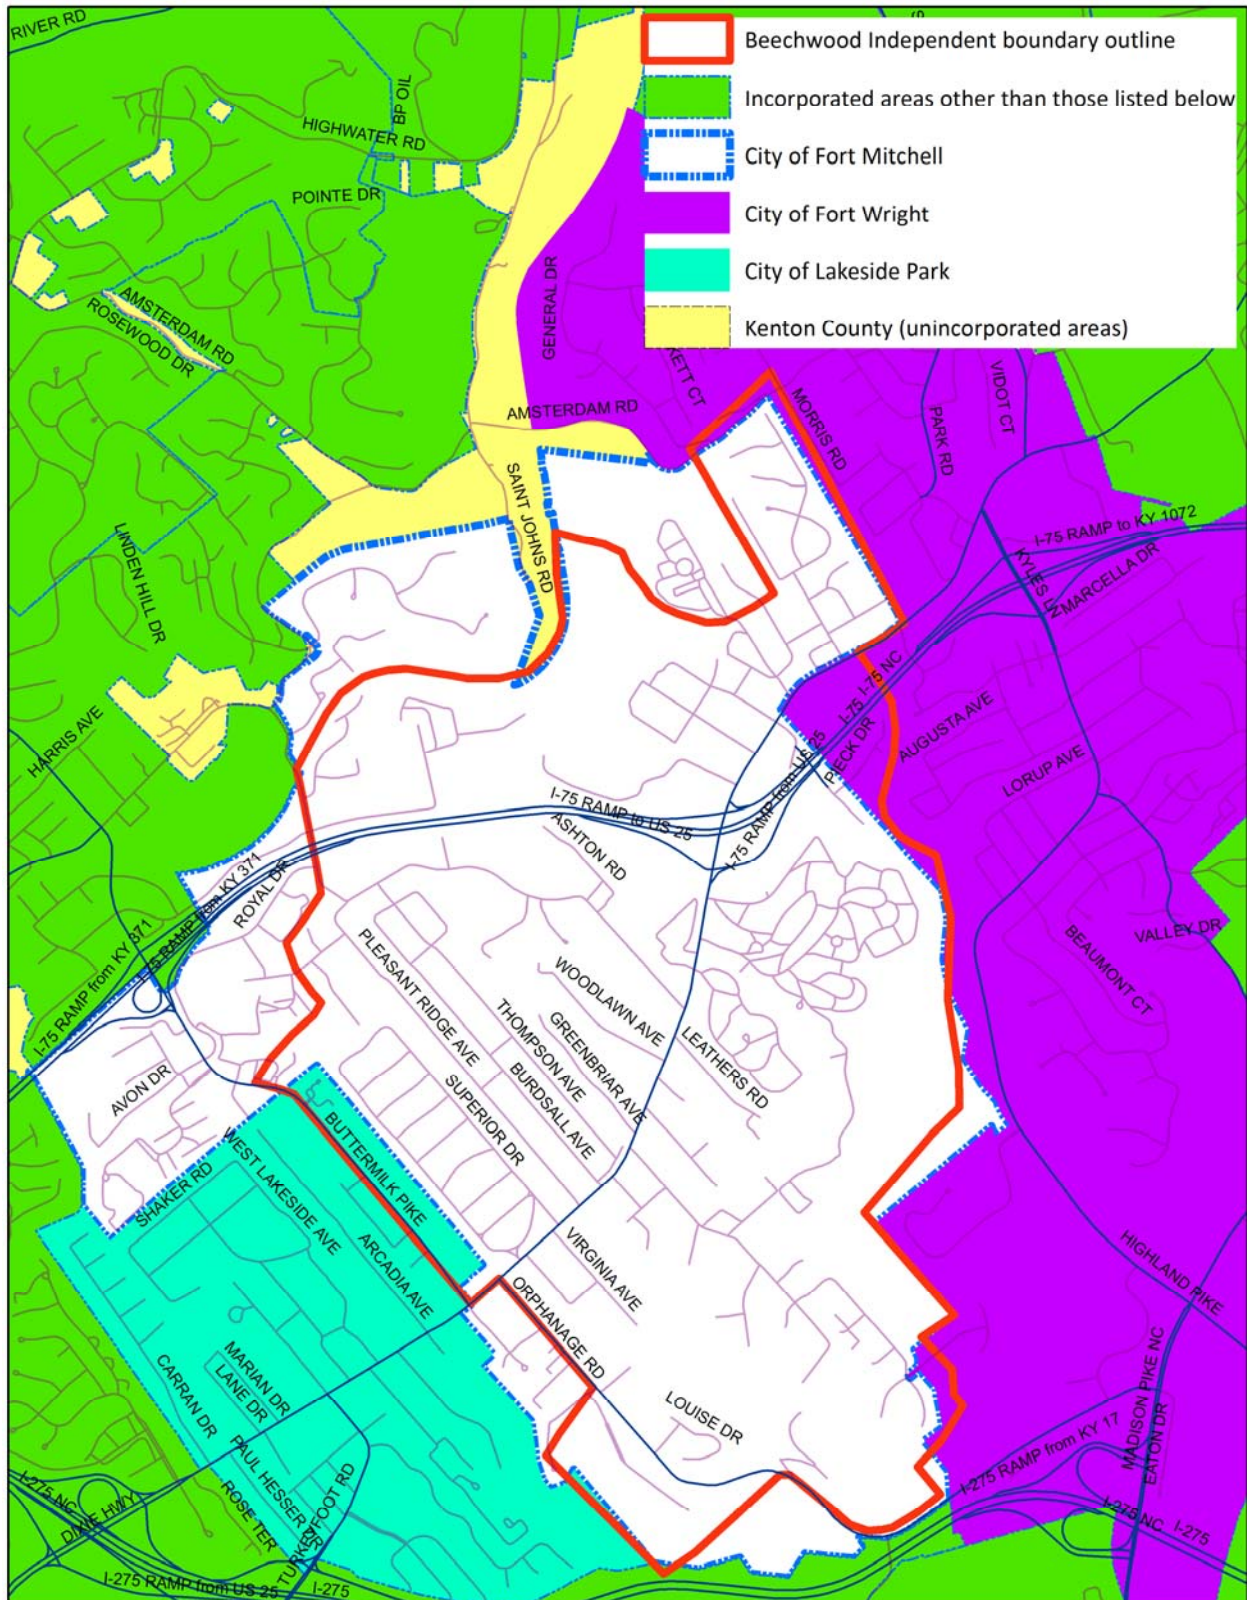 RIVER RD
Beechwood Independent boundary outline
Incorporated areas other than those listed below
City of Fort Mitchell
City of Fort Wright
City of Lakeside Park
Kenton County (unincorporated areas)
BP OIL
HIGHWATER RD
POINTE DR
GENERAL DR
AMSTERDAM RD
ROSEWOOD DR
KETT CT
VIDOT CT
AMSTERDAM RD
MORRIS RD
PARK RD
SAINT JOHNS RD
LINDEN HILL DR
I-75 RAMP to KY 1072
KYLES LN
MARCELLA DR
I-75 NC
I-75
PIECK DR
AUGUSTA AVE
HARRIS AVE
LORUP AVE
I-75 RAMP to US 25
I-75 RAMP from US 25
ASHTON RD
I-75 RAMP from KY 371
ROYAL DR
I-75 RAMP from KY 371
PLEASANT RIDGE AVE
WOODLAWN AVE
BEAUMONT CT
VALLEY DR
THOMPSON AVE
GREENBRIAR AVE
LEATHERS RD
BURDSALL AVE
SUPERIOR DR
AVON DR
BUTTERMILK PIKE
WEST LAKESIDE AVE
SHAKER RD
ARCADIA AVE
VIRGINIA AVE
HIGHLAND PIKE
ORPHANAGE RD
MARIAN DR
LANE DR
CARRAN DR
LOUISE DR
MADISON PIKE NC
EATON DR
PAUL HESSER DR
ROSE TER
TURKEYFOOT RD
I-275 RAMP from KY 17
I-275 NC
DIXIE HWY
I-275 NC
I-275
I-275 RAMP from US 25
I-275